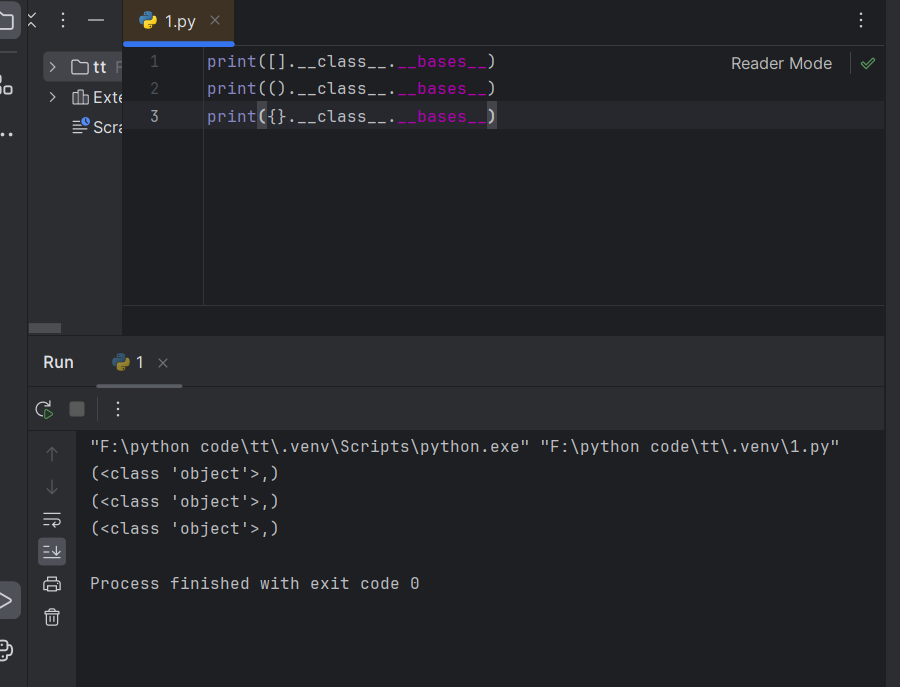 1.py
tt
1 print([].__class__.__bases__)
Reader Mode
2 print(().__class__.__bases__)
3 print({}.__class__.__bases__)
Exte
Scra
Run
1
"F:\python code\tt\.venv\Scripts\python.exe" "F:\python code\tt\.venv\1.py"
(<class 'object'>,)
(<class 'object'>,)
(<class 'object'>,)
Process finished with exit code 0